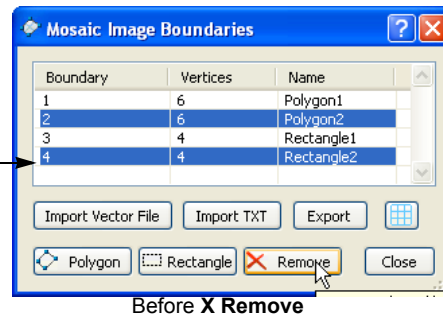 Mosaic Image Boundaries
Boundary Vertices Name
1 6 Polygon1
2 6 Polygon2
3 4 Rectangle1
4 4 Rectangle2
Import Vector File Import TXT Export
Polygon Rectangle Remove Close
Before X Remove